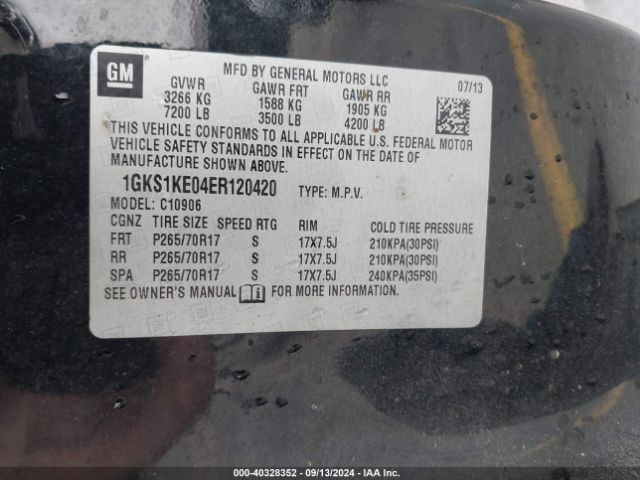 GM
MFD BY GENERAL MOTORS LLC
07/13
GVWR GAWR FRT GAWR RR
3266 KG 1588 KG 1905 KG
7200 LB 3500 LB 4200 LB
THIS VEHICLE CONFORMS TO ALL APPLICABLE U.S. FEDERAL MOTOR
VEHICLE SAFETY STANDARDS IN EFFECT ON THE DATE OF
MANUFACTURE SHOWN ABOVE.
1GKS1KE04ER120420 TYPE: M.P.V.
MODEL: C10906
CGNZ TIRE SIZE SPEED RTG RIM COLD TIRE PRESSURE
FRT P265/70R17 S 17X7.5J 210KPA(30PSI)
RR P265/70R17 S 17X7.5J 210KPA(30PSI)
SPA P265/70R17 S 17X7.5J 240KPA(35PSI)
SEE OWNER'S MANUAL FOR MORE INFORMATION.
000-40328352 - 09/13/2024 - IAA Inc.